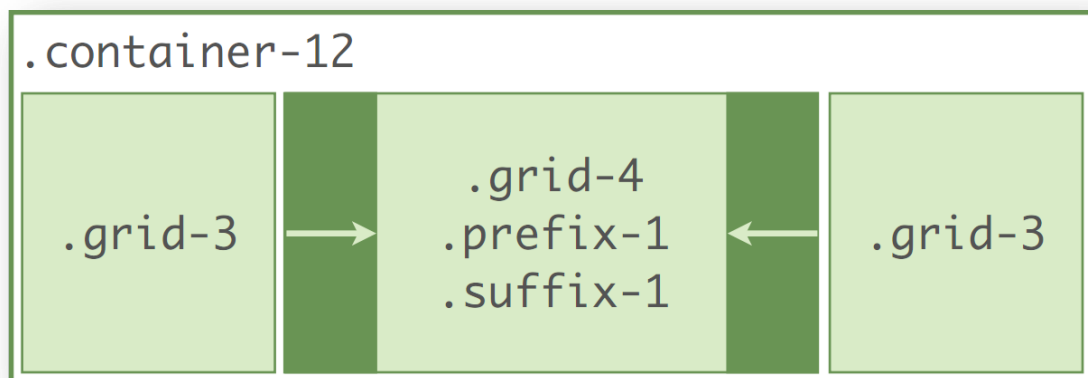 .container-12
.grid-3
.grid-4
.prefix-1
.suffix-1
.grid-3